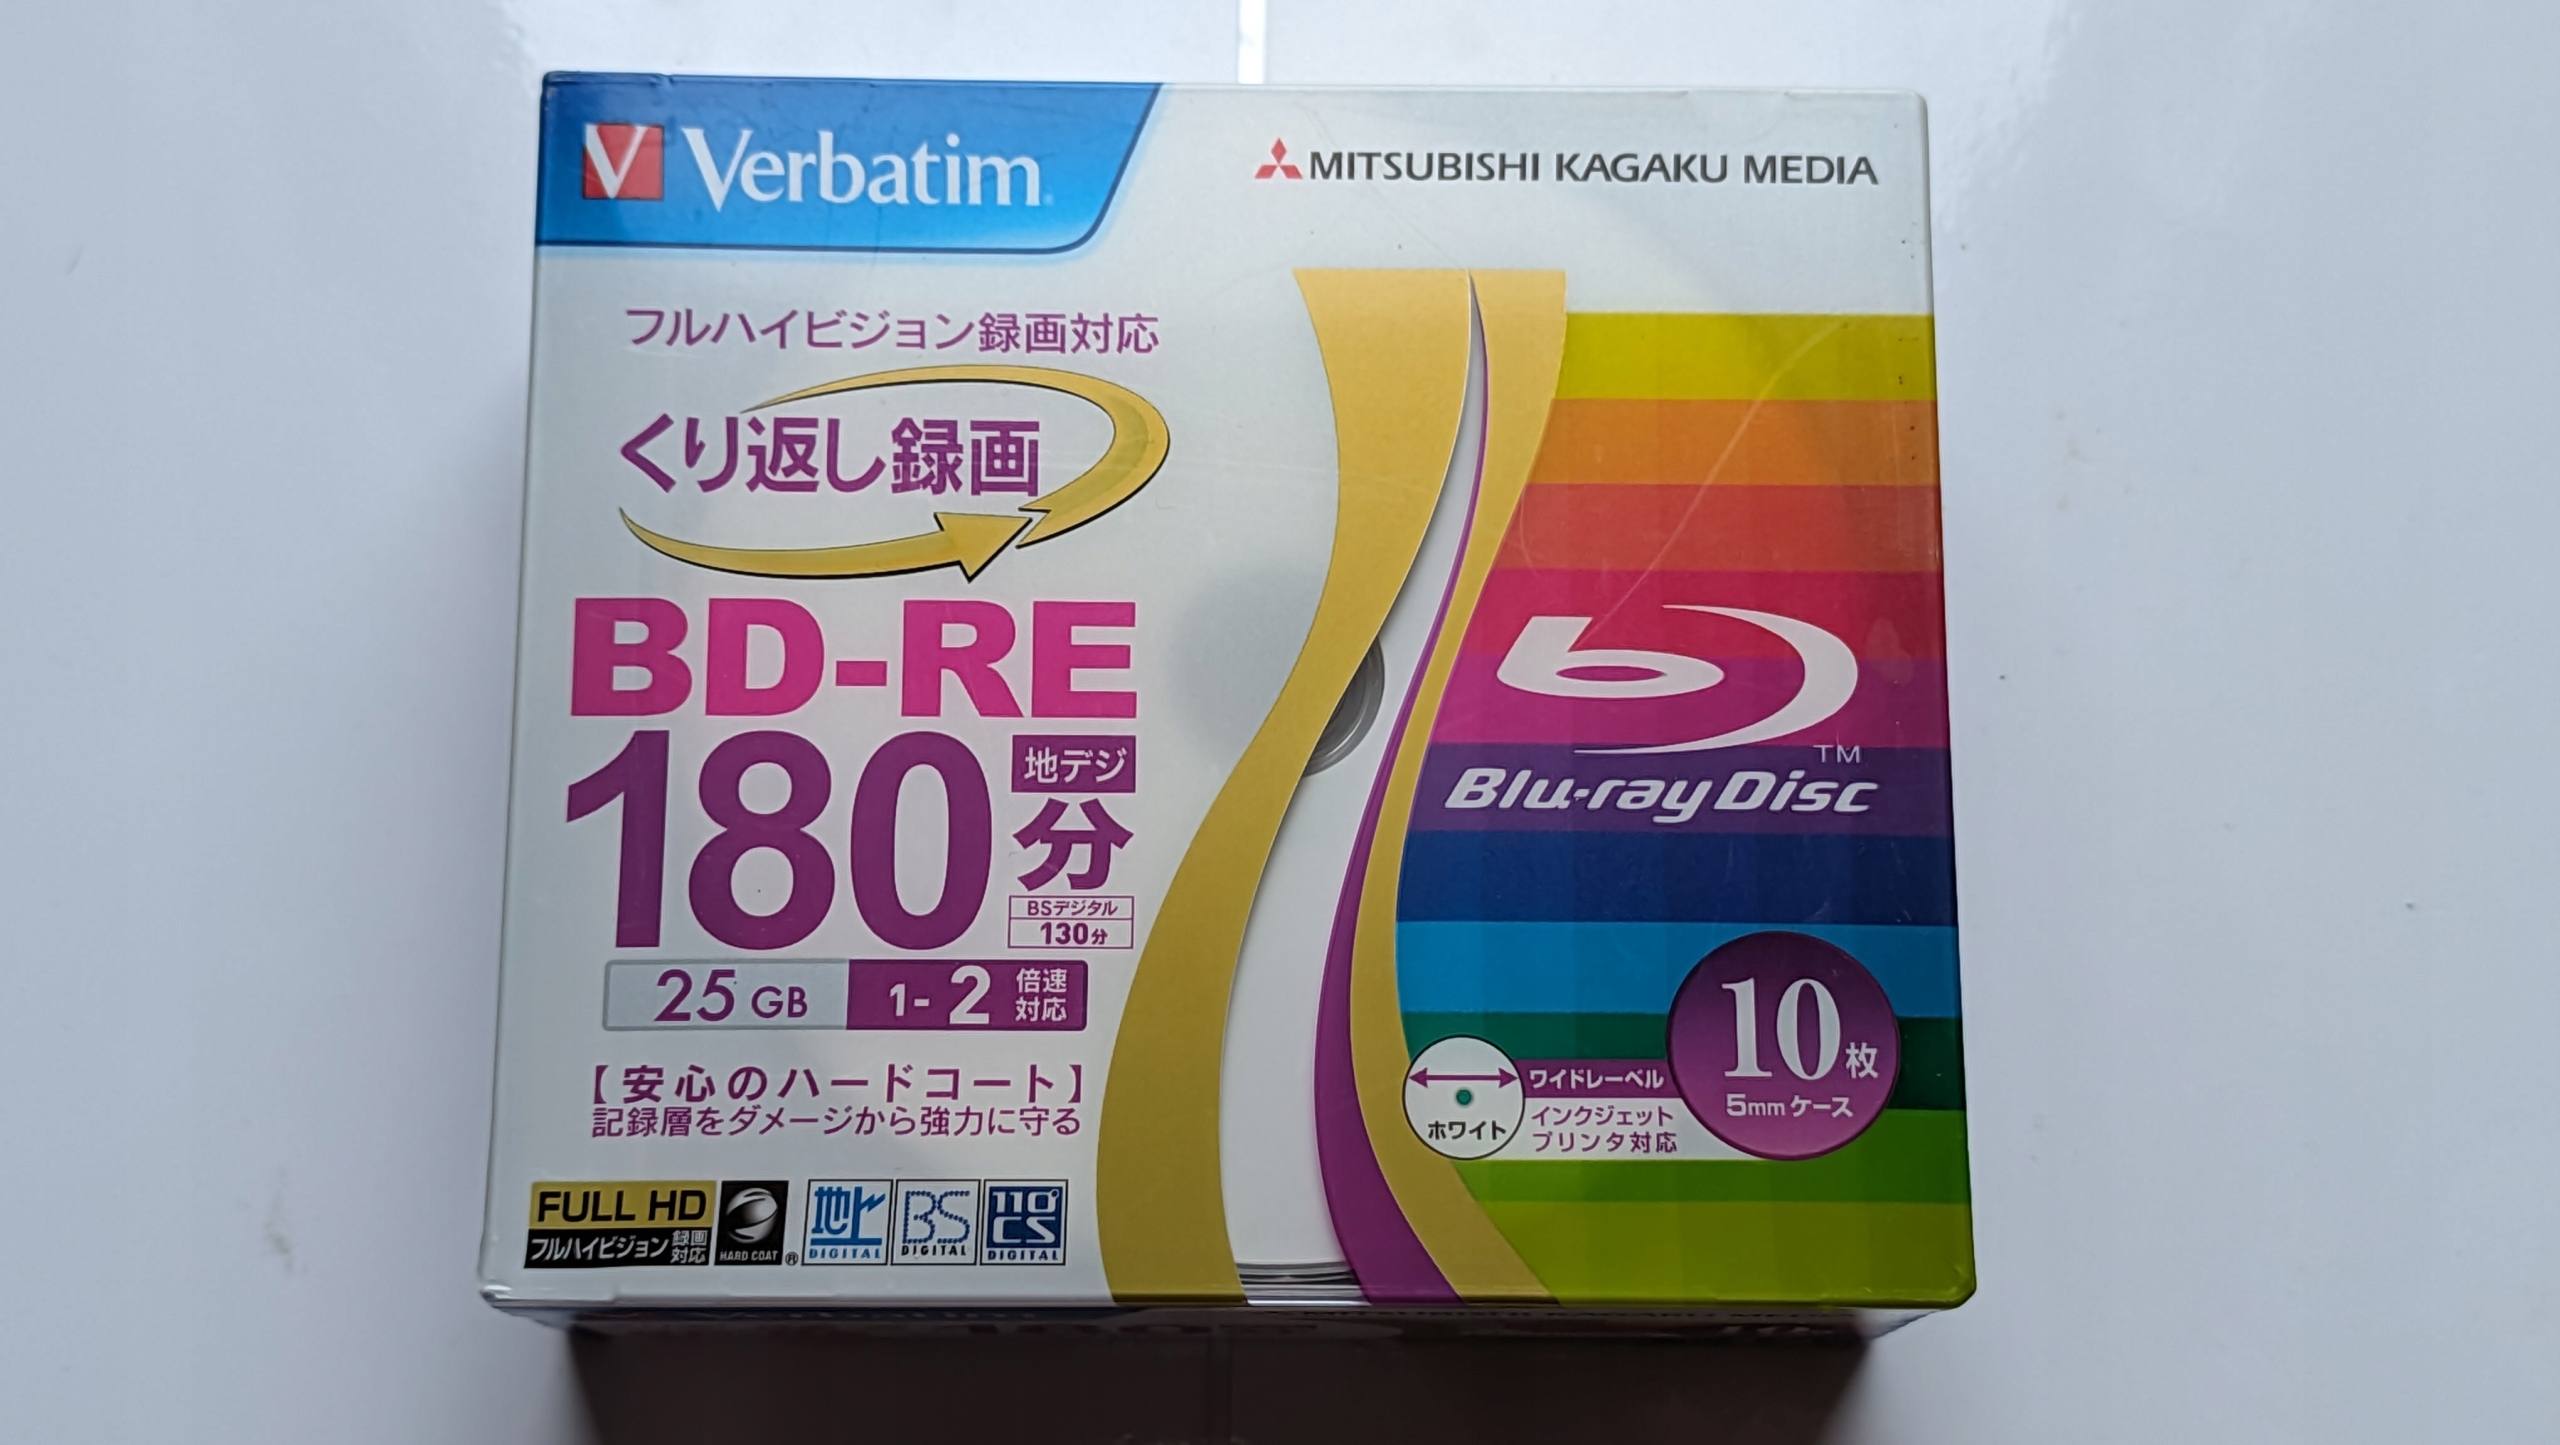 Verbatim
MITSUBISHI KAGAKU MEDIA
フルハイビジョン録画対応
くり返し録画
BD-RE
180分
地デジ
BSデジタル
130分
25 GB
1-2倍速対応
【安心のハードコート】
記録層をダメージから強力に守る
FULL HD
フルハイビジョン録画対応
HARD COAT ®
地上
DIGITAL
BS
DIGITAL
110°
CS
DIGITAL
Blu-ray Disc
TM
10枚
5mmケース
ワイドレーベル
ホワイト
インクジェット
プリンタ対応